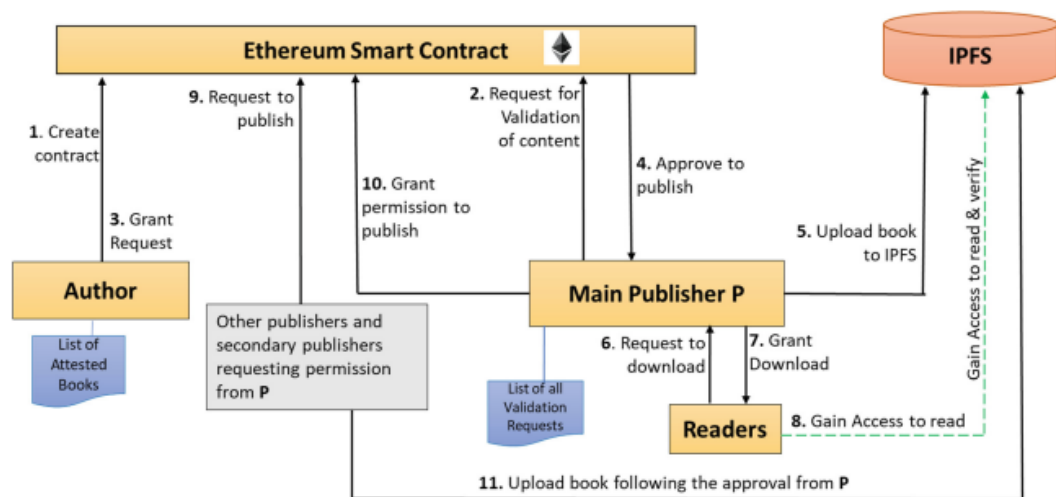 Ethereum Smart Contract
IPFS
1. Create
contract
3. Grant
Request
Author
List of
Attested
Books
9. Request to
publish
10. Grant
permission to
publish
Other publishers and
secondary publishers
requesting permission
from P
2. Request for
Validation
of content
4. Approve to
publish
5. Upload book
to IPFS
Main Publisher P
List of all
Validation
Requests
6. Request to
download
7. Grant
Download
Readers
8. Gain Access to read
Gain Access to read & verify
11. Upload book following the approval from P